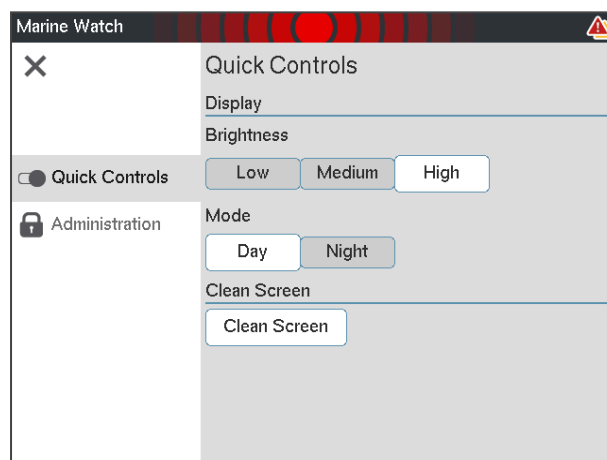 Marine Watch
Quick Controls
Display
Brightness
Quick Controls
Low Medium High
Administration
Mode
Day Night
Clean Screen
Clean Screen